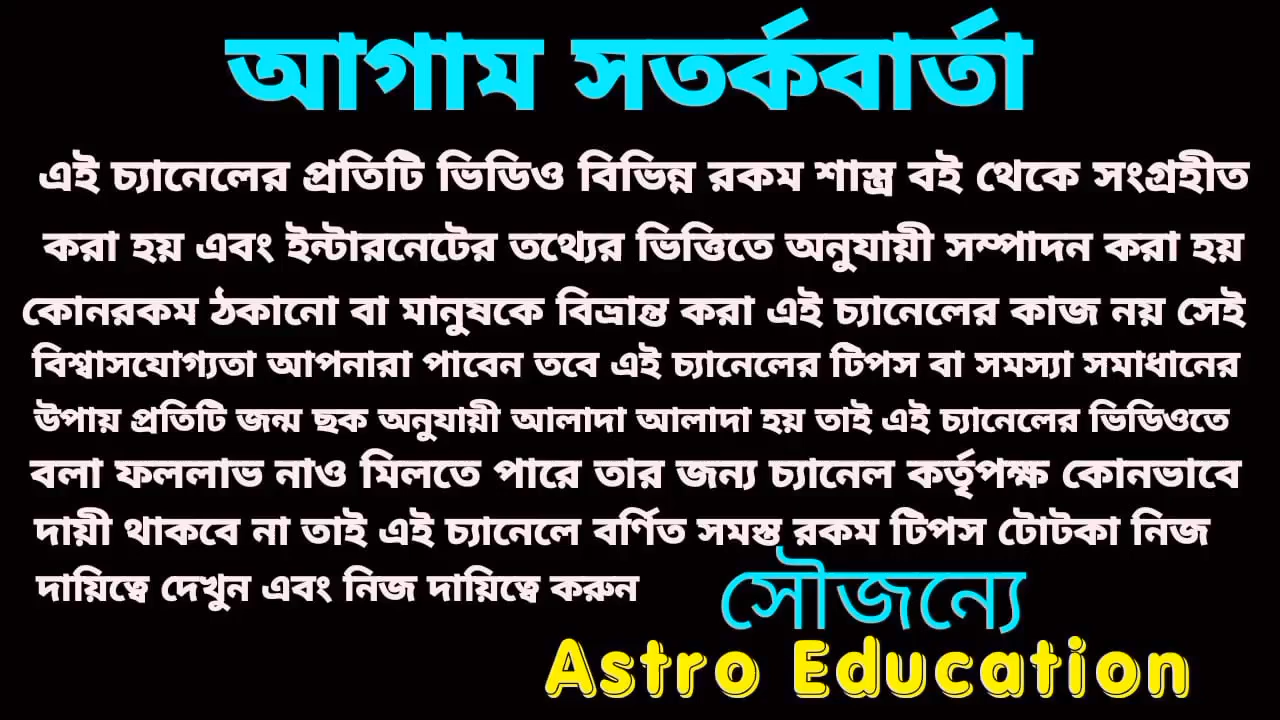 আগাম সতর্কবার্তা
এই চ্যানেলের প্রতিটি ভিডিও বিভিন্ন রকম শাস্ত্র বই থেকে সংগ্রহীত
করা হয় এবং ইন্টারনেটের তথ্যের ভিত্তিতে অনুযায়ী সম্পাদন করা হয়
কোনরকম ঠকানো বা মানুষকে বিভ্রান্ত করা এই চ্যানেলের কাজ নয় সেই
বিশ্বাসযোগ্যতা আপনারা পাবেন তবে এই চ্যানেলের টিপস বা সমস্যা সমাধানের
উপায় প্রতিটি জন্ম ছক অনুযায়ী আলাদা আলাদা হয় তাই এই চ্যানেলের ভিডিওতে
বলা ফললাভ নাও মিলতে পারে তার জন্য চ্যানেল কর্তৃপক্ষ কোনভাবে
দায়ী থাকবে না তাই এই চ্যানেলে বর্ণিত সমস্ত রকম টিপস টোটকা নিজ
দায়িত্বে দেখুন এবং নিজ দায়িত্বে করুন
সৌজন্যে
Astro Education